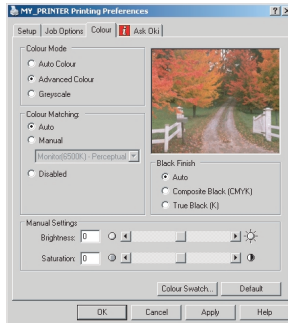 MY_PRINTER Printing Preferences
Setup Job Options Colour Ask Oki
Colour Mode
Auto Colour
Advanced Colour
Greyscale
Colour Matching:
Auto
Manual
Monitor(6500K) - Perceptual
Disabled
Black Finish
Auto
Composite Black (CMYK)
True Black (K)
Manual Settings
Brightness: 0
Saturation: 0
Colour Swatch... Default
OK Cancel Apply Help